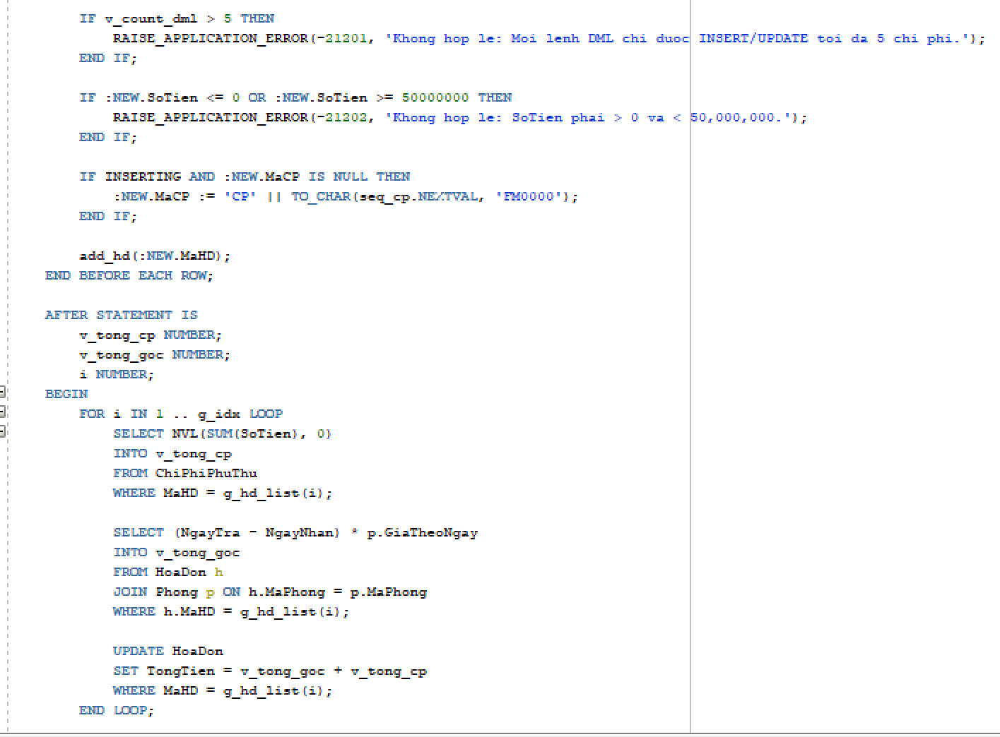 IF v_count_dml > 5 THEN
RAISE_APPLICATION_ERROR(-21201, 'Khong hop le: Moi lenh DML chi duoc INSERT/UPDATE toi da 5 chi phi.');
END IF;
IF :NEW.SoTien <= 0 OR :NEW.SoTien >= 50000000 THEN
RAISE_APPLICATION_ERROR(-21202, 'Khong hop le: SoTien phai > 0 va < 50,000,000.');
END IF;
IF INSERTING AND :NEW.MaCP IS NULL THEN
:NEW.MaCP := 'CP' || TO_CHAR(seq_cp.NEXTVAL, 'FM0000');
END IF;
add_hd(:NEW.MaHD);
END BEFORE EACH ROW;
AFTER STATEMENT IS
v_tong_cp NUMBER;
v_tong_goc NUMBER;
i NUMBER;
BEGIN
FOR i IN 1 .. g_idx LOOP
SELECT NVL(SUM(SoTien), 0)
INTO v_tong_cp
FROM ChiPhiPhuThu
WHERE MaHD = g_hd_list(i);
SELECT (NgayTra - NgayNhan) * p.GiaTheoNgay
INTO v_tong_goc
FROM HoaDon h
JOIN Phong p ON h.MaPhong = p.MaPhong
WHERE h.MaHD = g_hd_list(i);
UPDATE HoaDon
SET TongTien = v_tong_goc + v_tong_cp
WHERE MaHD = g_hd_list(i);
END LOOP;